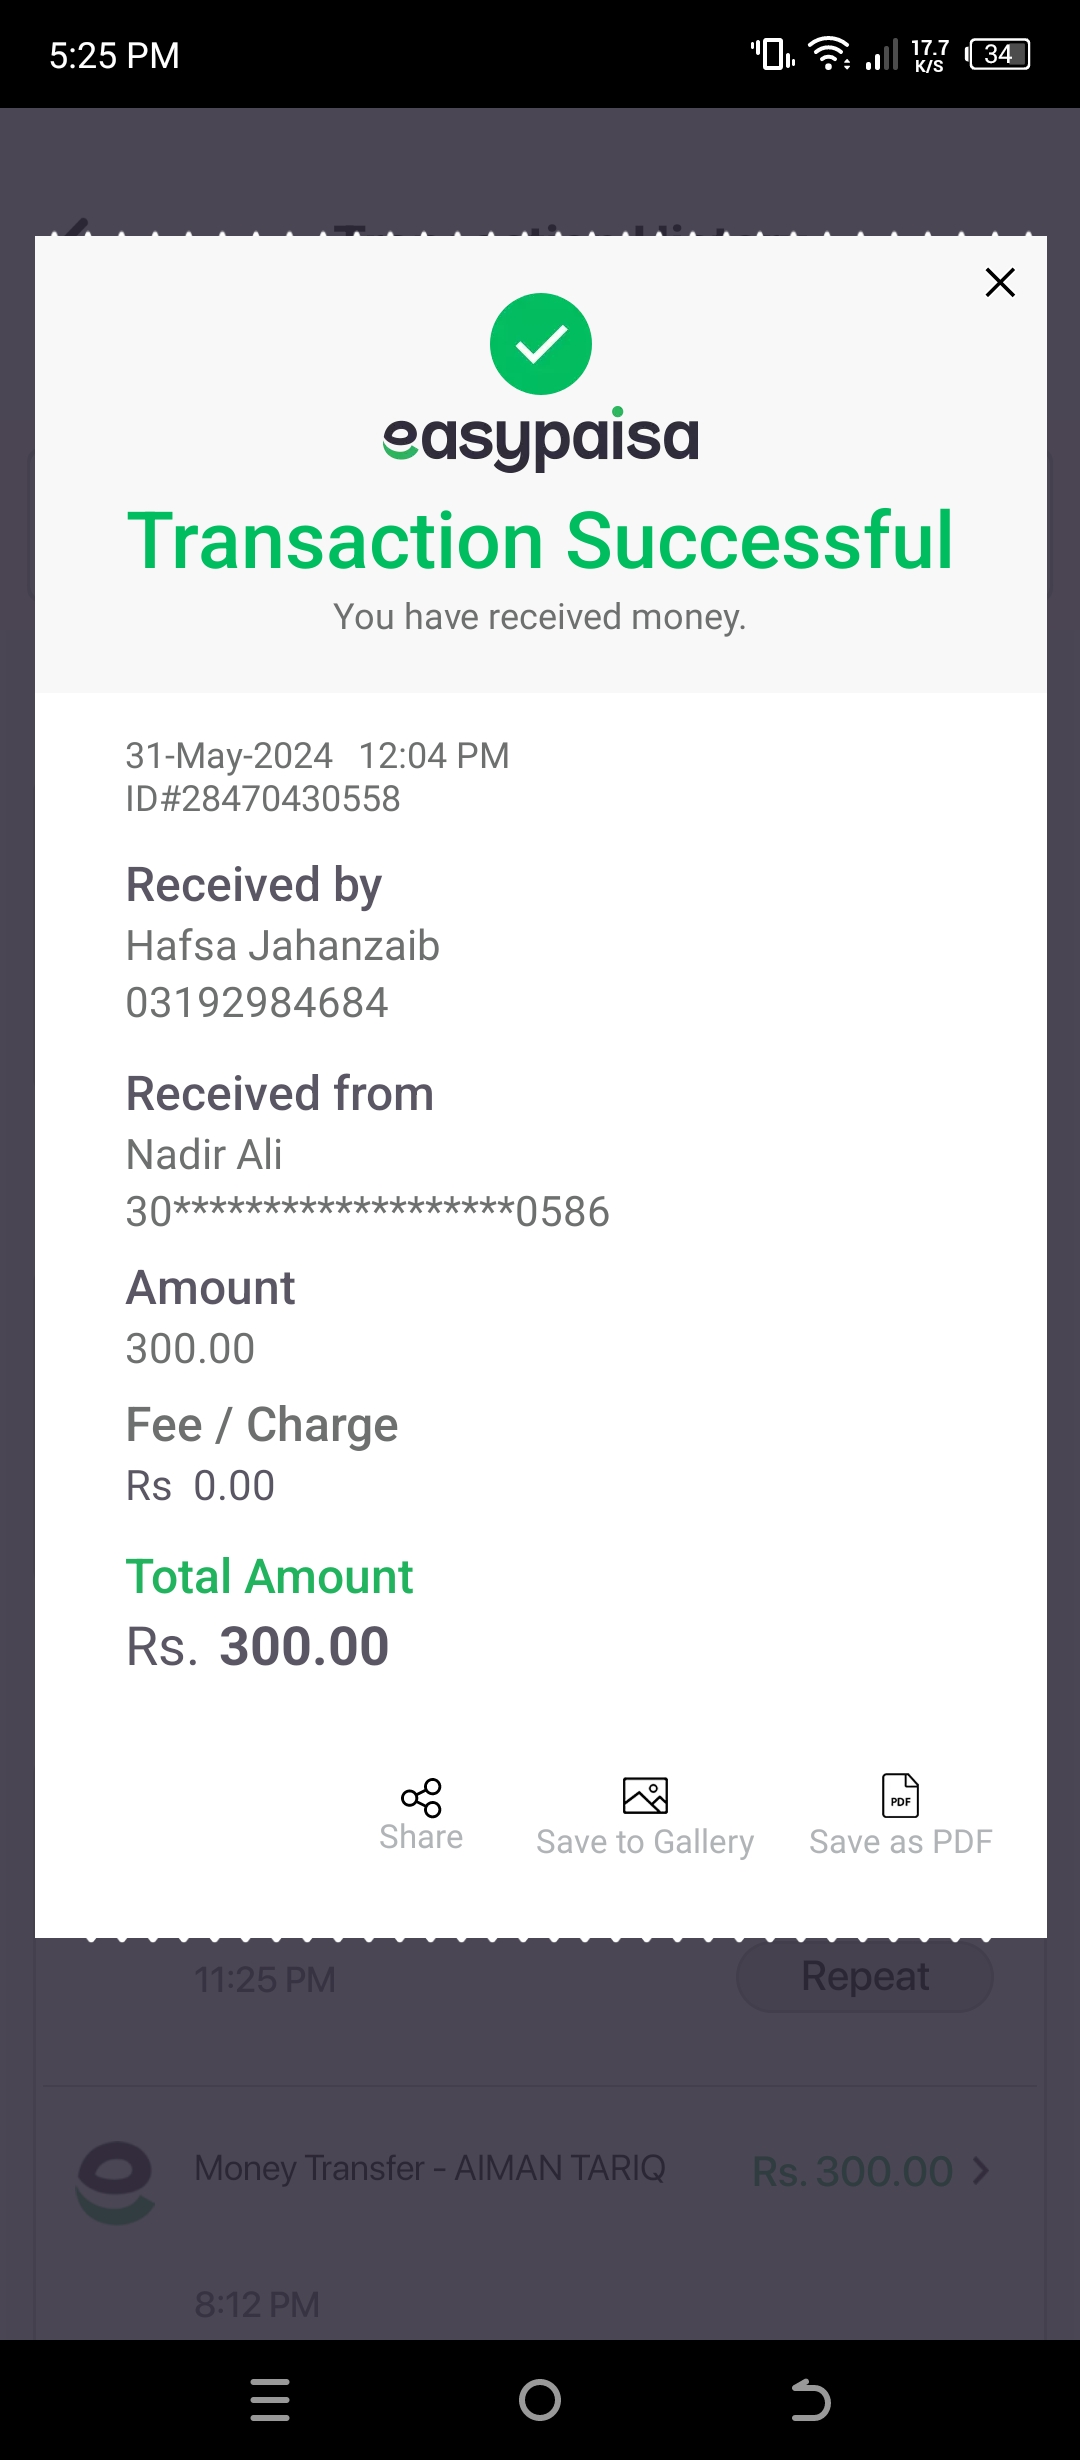 5:25 PM
17.7
K/S
34
Transaction History
easypaisa
Transaction Successful
You have received money.
31-May-2024 12:04 PM
ID#28470430558
Received by
Hafsa Jahanzaib
03192984684
Received from
Nadir Ali
30*******************0586
Amount
300.00
Fee / Charge
Rs 0.00
Total Amount
Rs. 300.00
Share
Save to Gallery
PDF
Save as PDF
11:25 PM
Repeat
Money Transfer - AIMAN TARIQ
Rs. 300.00
8:12 PM